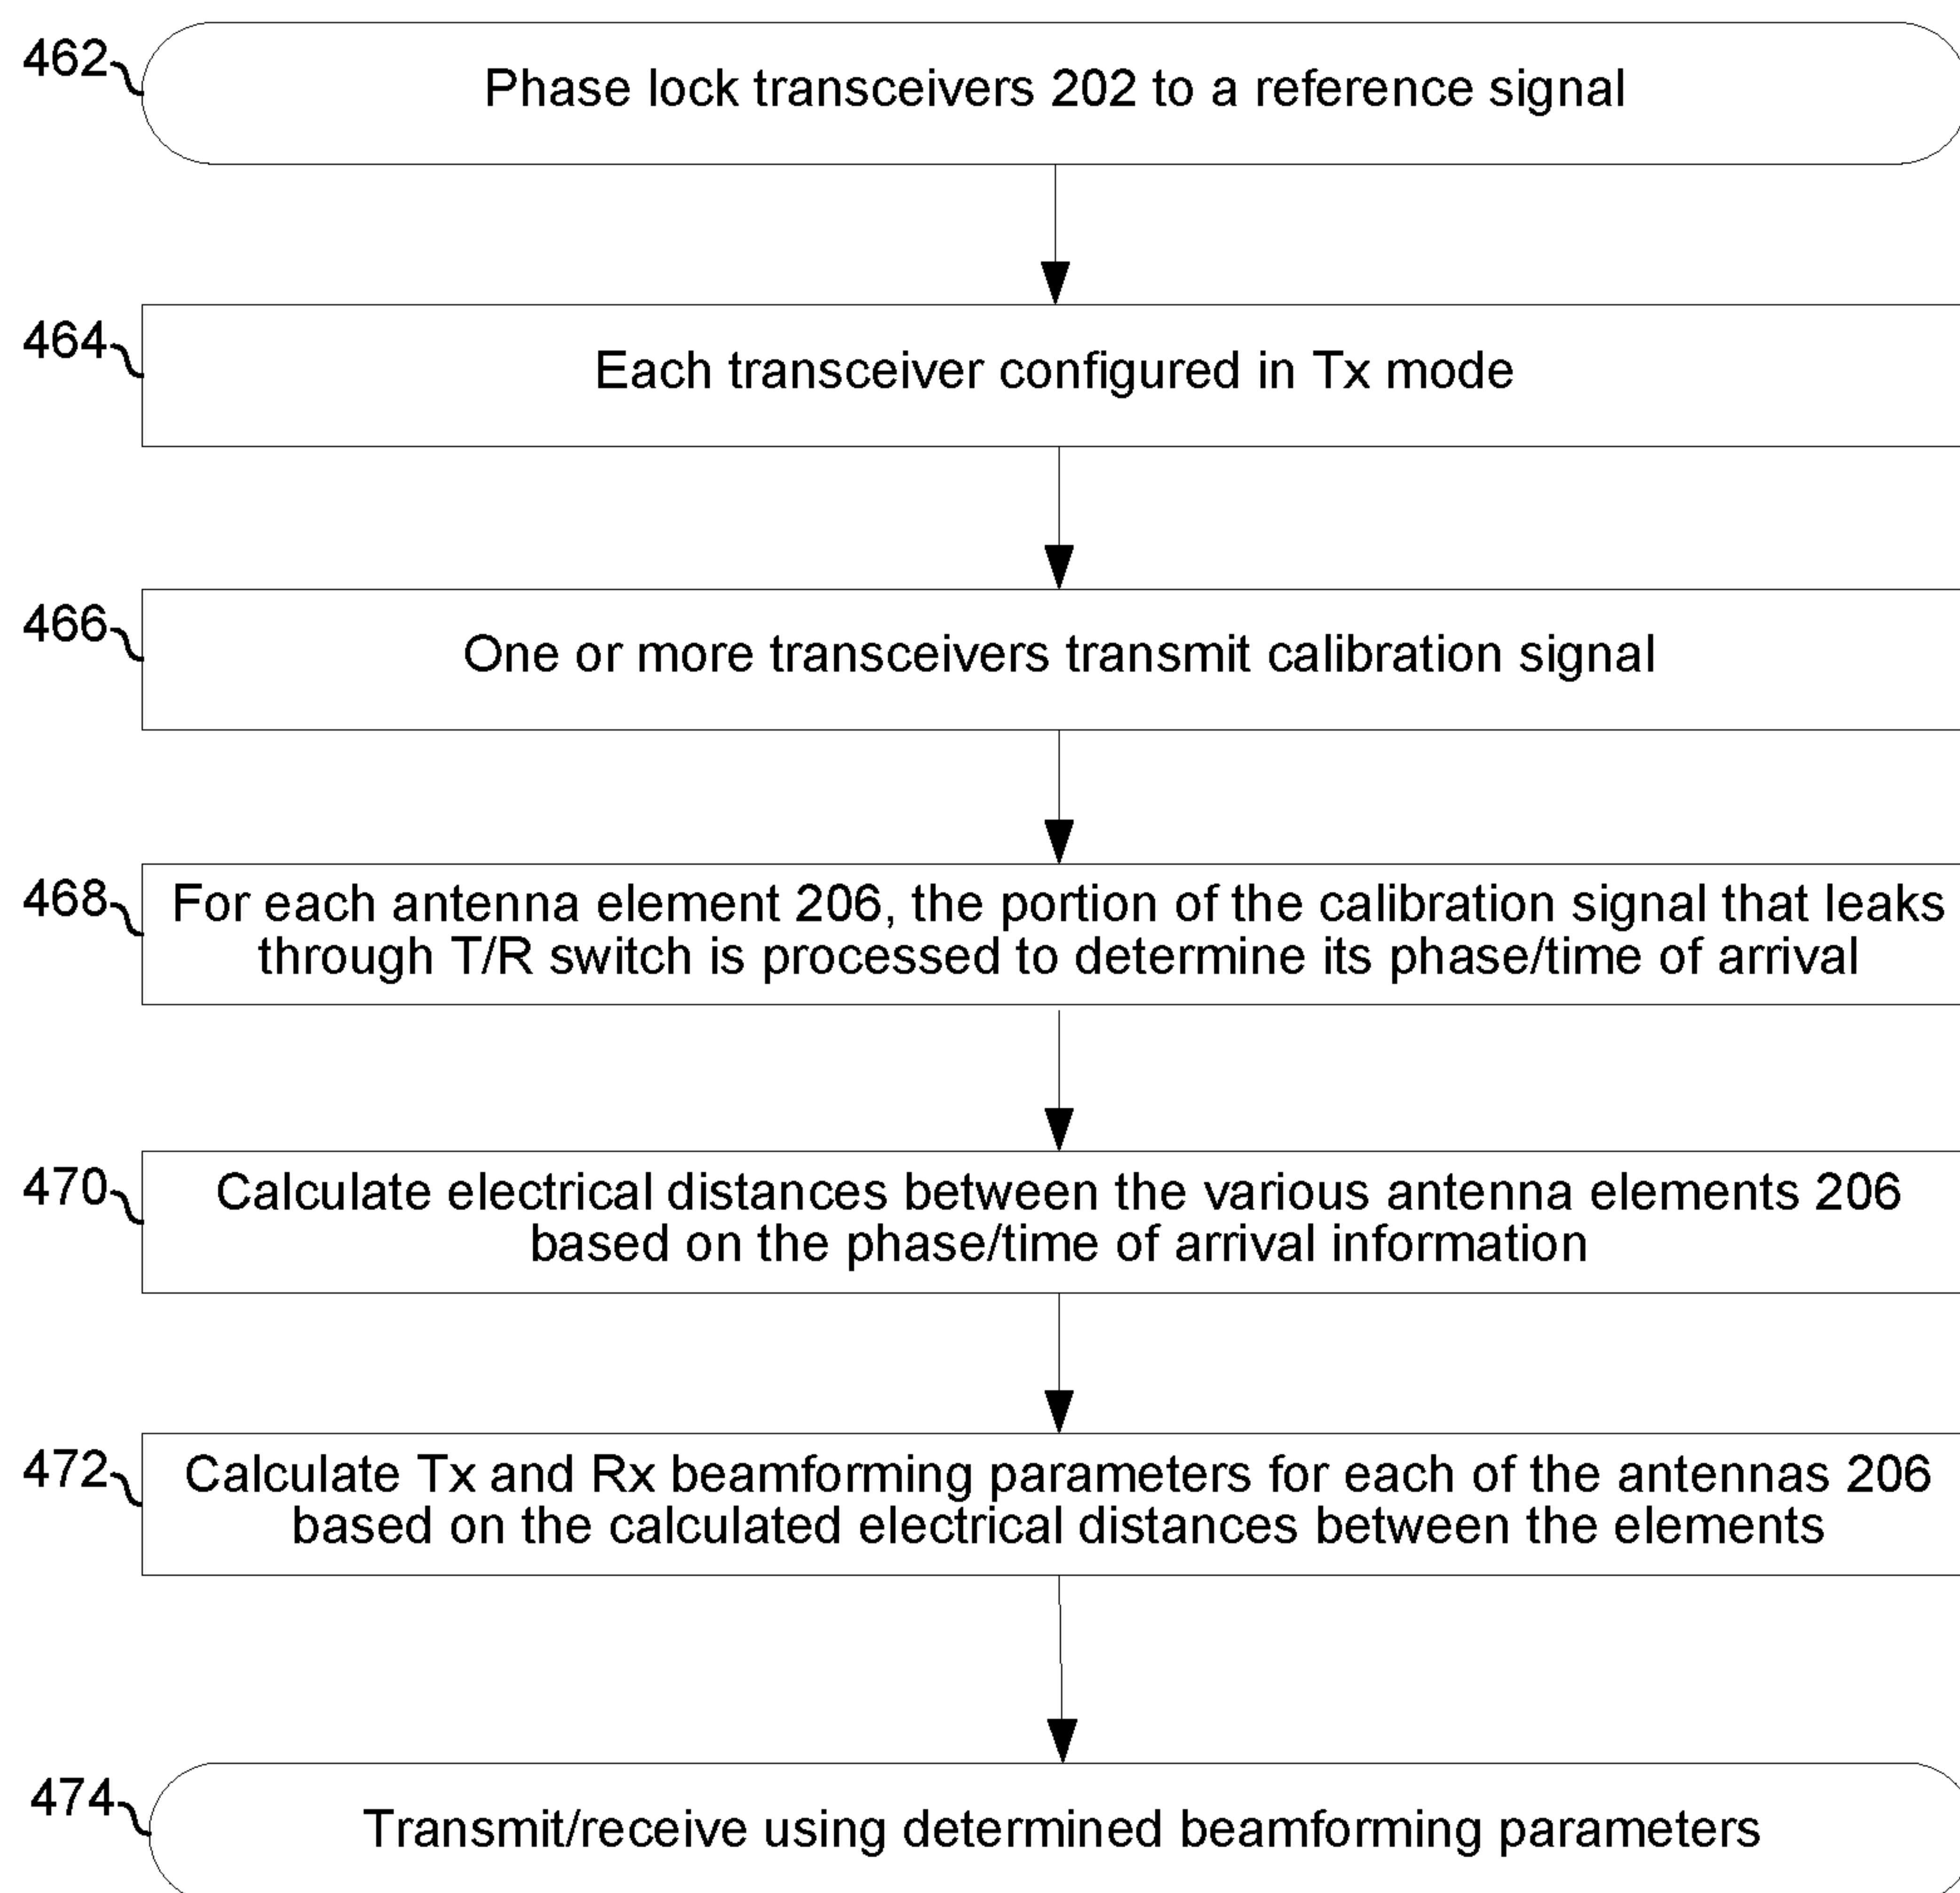 462
Phase lock transceivers 202 to a reference signal
464
Each transceiver configured in Tx mode
466
One or more transceivers transmit calibration signal
468
For each antenna element 206, the portion of the calibration signal that leaks
through T/R switch is processed to determine its phase/time of arrival
470
Calculate electrical distances between the various antenna elements 206
based on the phase/time of arrival information
472
Calculate Tx and Rx beamforming parameters for each of the antennas 206
based on the calculated electrical distances between the elements
474
Transmit/receive using determined beamforming parameters